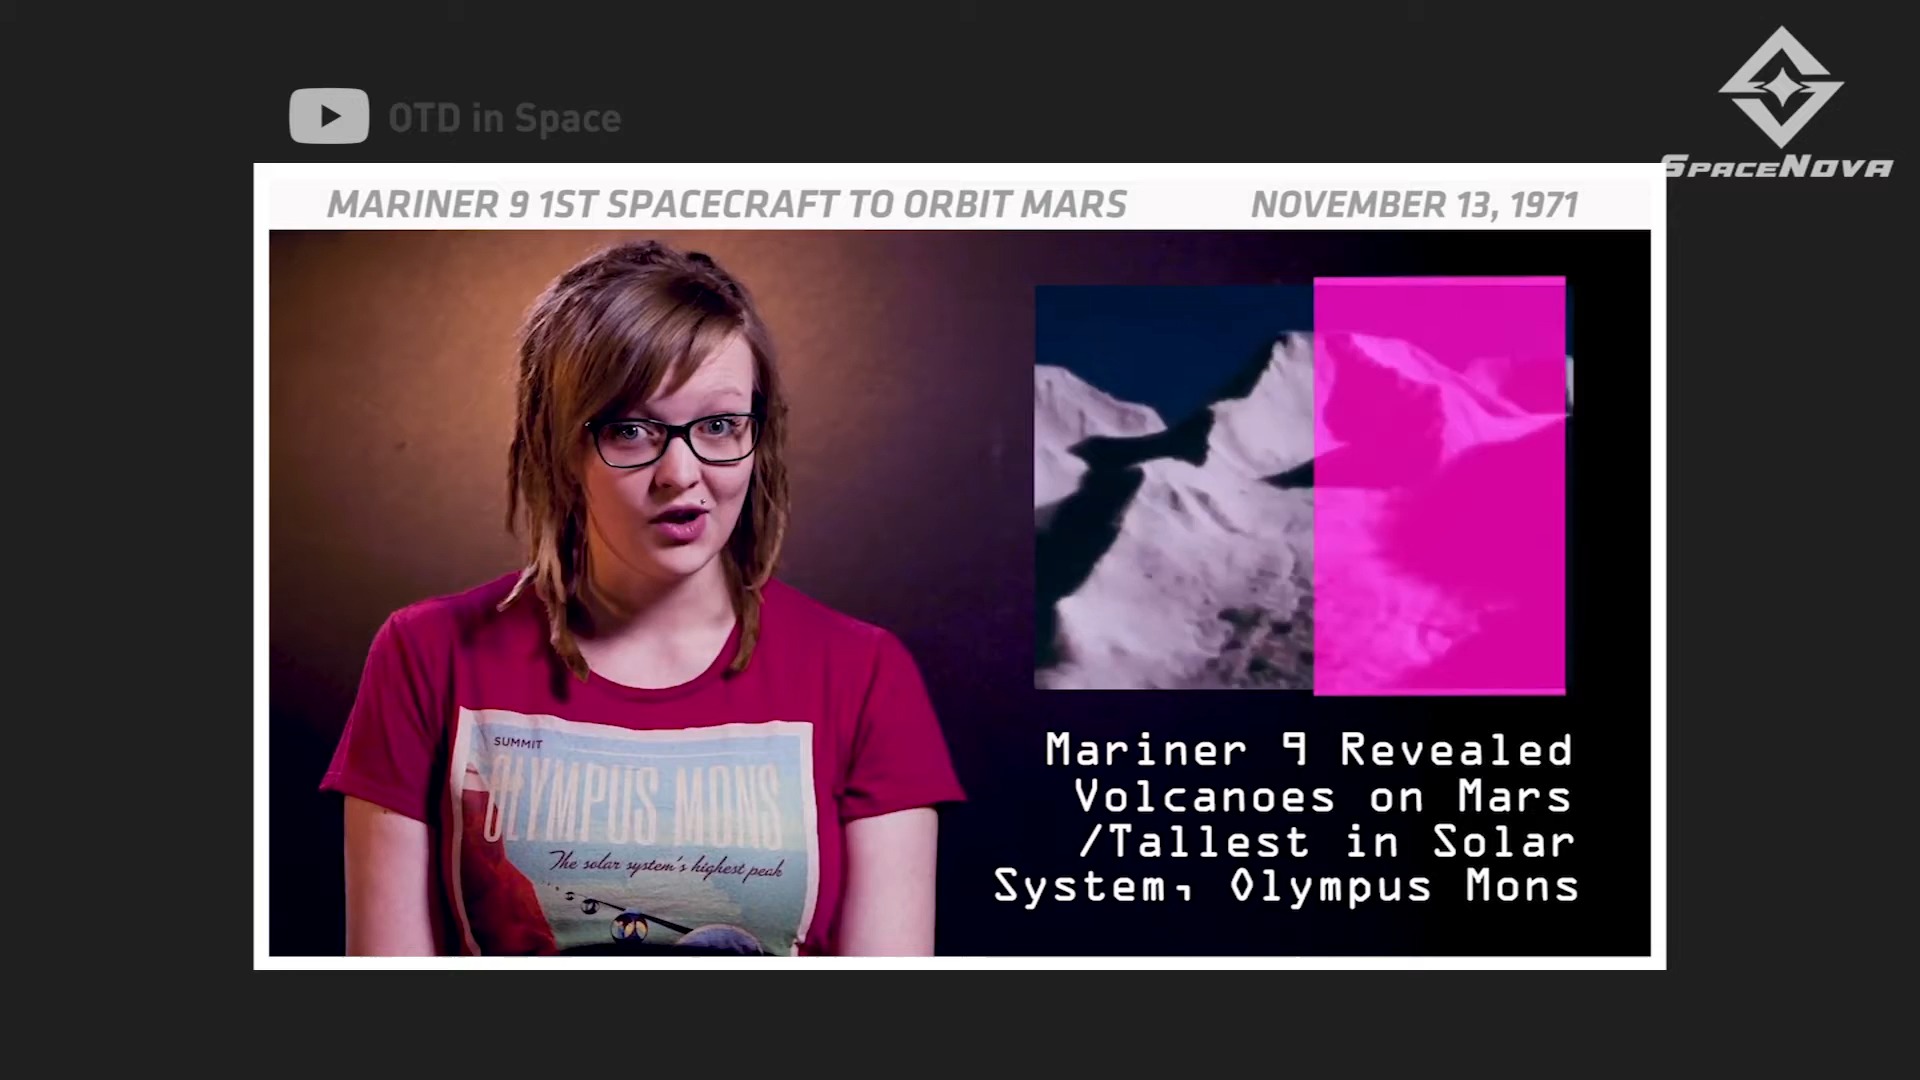 OTD in Space
SPACENOVA
MARINER 9 1ST SPACECRAFT TO ORBIT MARS
NOVEMBER 13, 1971
SUMMIT
OLYMPUS MONS
The solar system's highest peak
Mariner 9 Revealed
Volcanoes on Mars
/Tallest in Solar
System, Olympus Mons